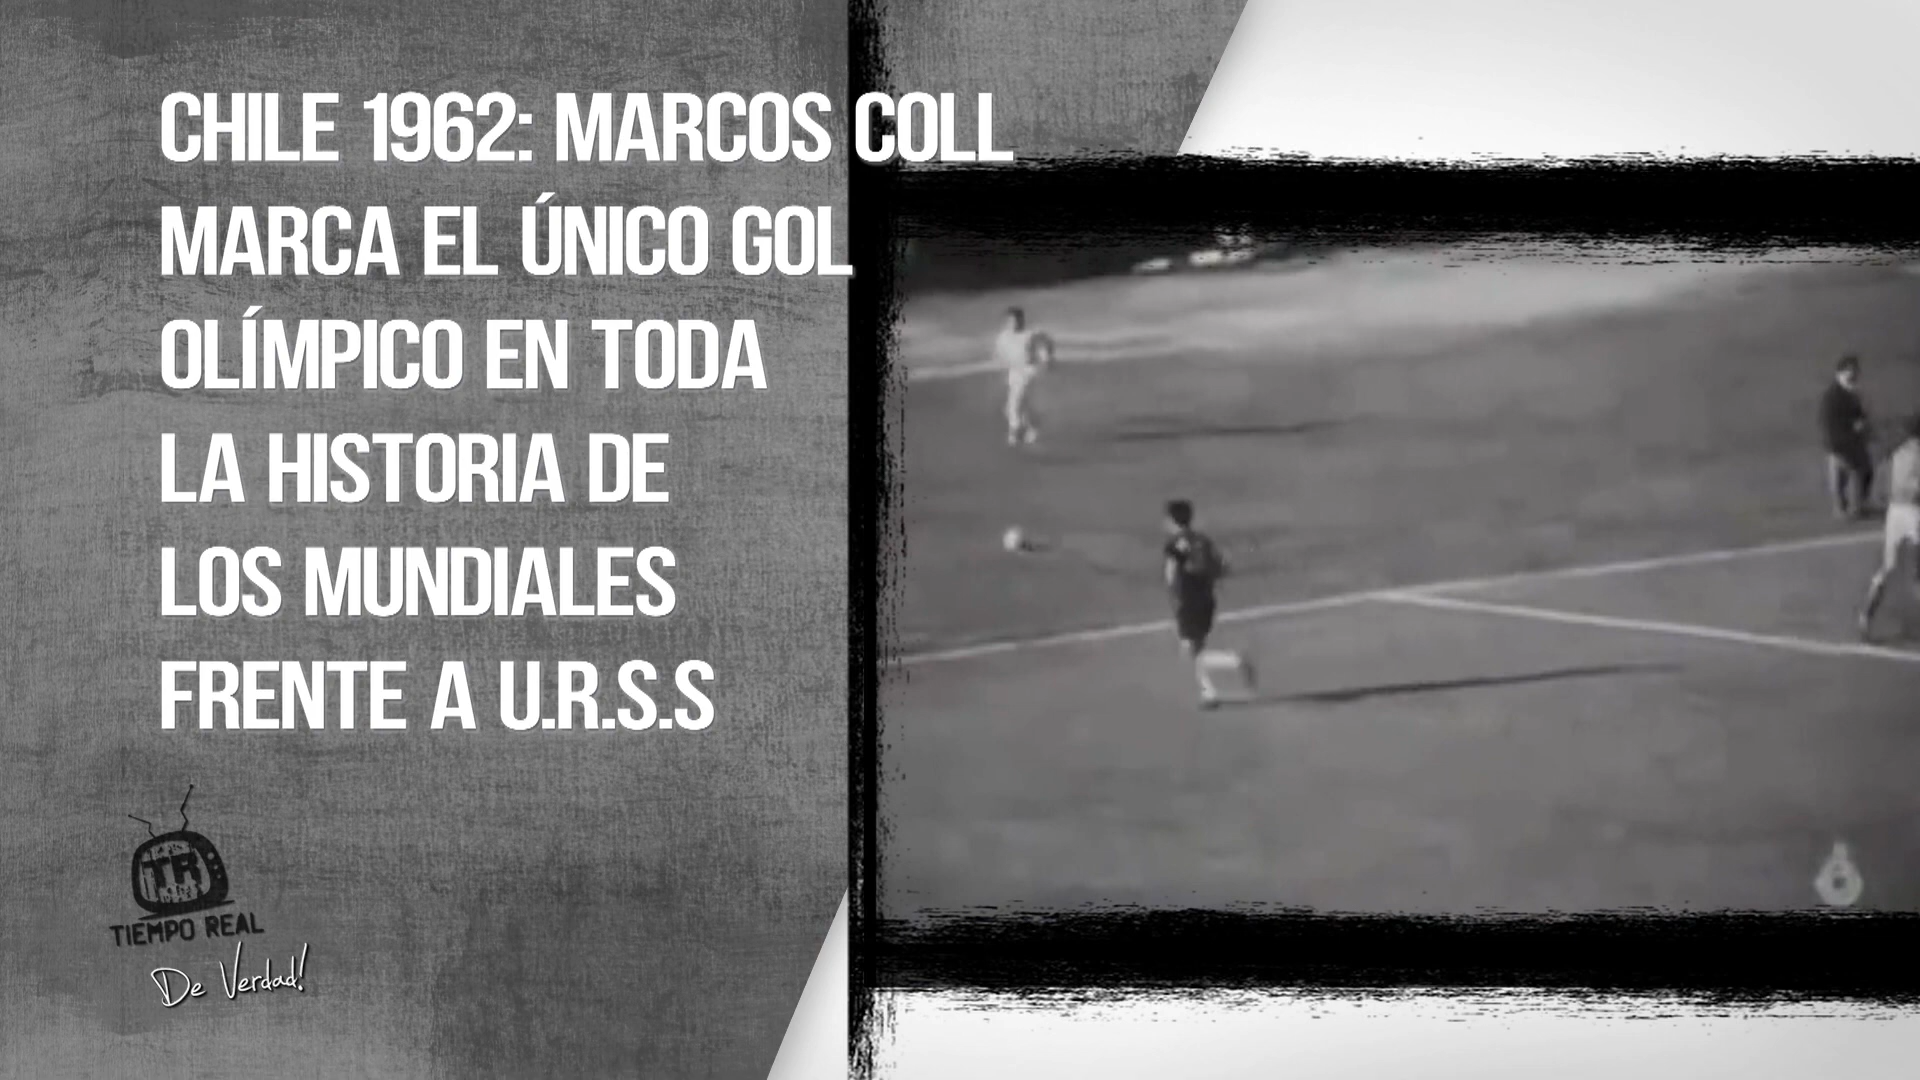 CHILE 1962: MARCOS COLL
MARCA EL ÚNICO GOL
OLÍMPICO EN TODA
LA HISTORIA DE
LOS MUNDIALES
FRENTE A U.R.S.S
TR
TIEMPO REAL
De Verdad!